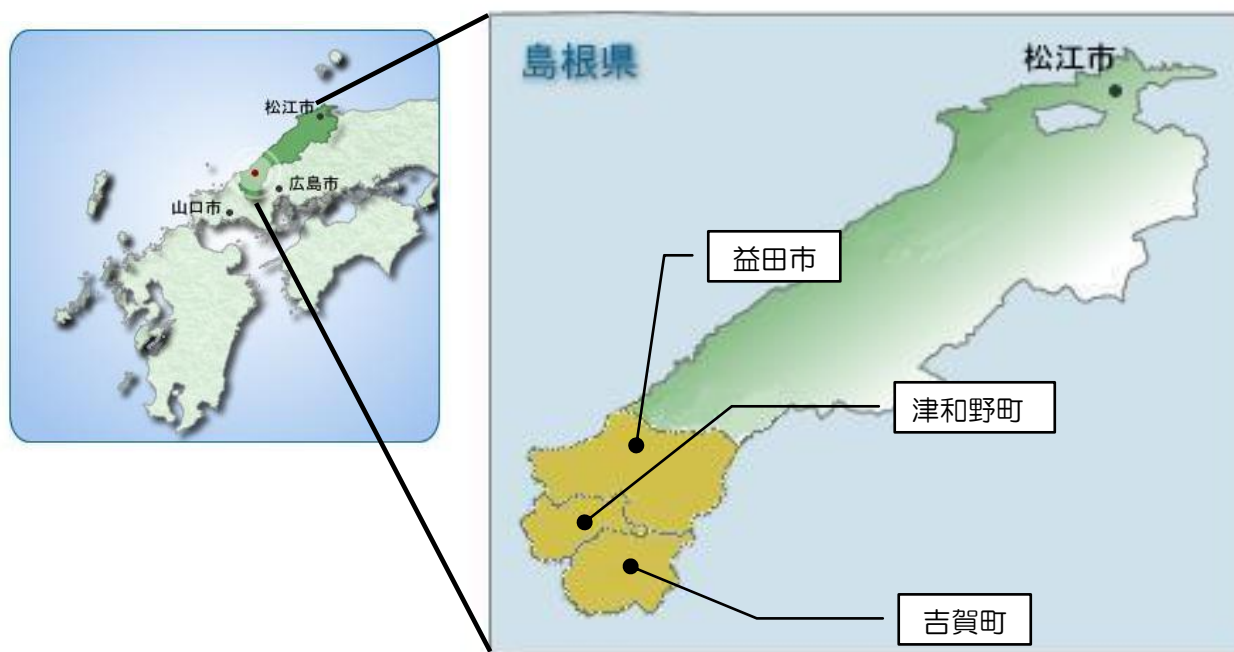 松江市
広島市
山口市
島根県
松江市
益田市
津和野町
吉賀町